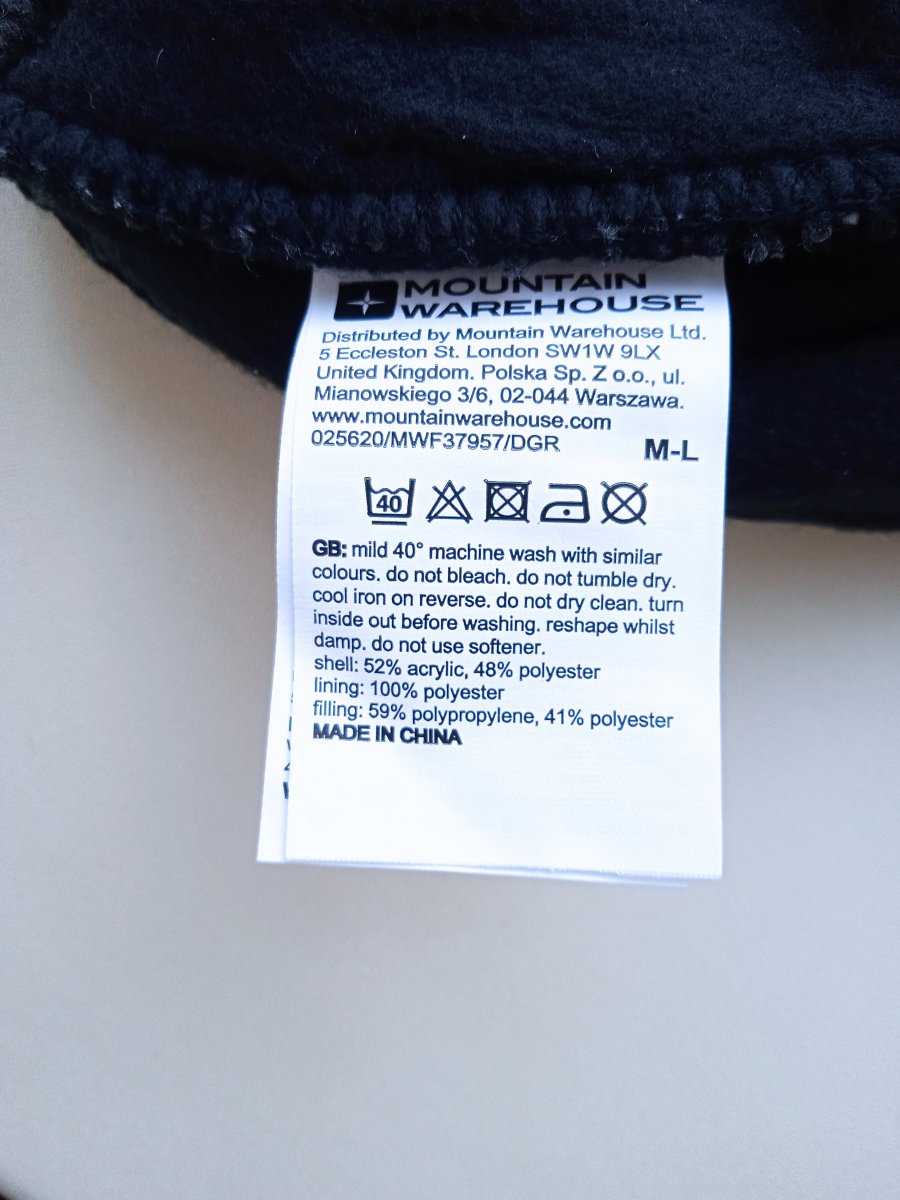 MOUNTAIN
WAREHOUSE
Distributed by Mountain Warehouse Ltd.
5 Eccleston St. London SW1W 9LX
United Kingdom. Polska Sp. Z o.o., ul.
Mianowskiego 3/6, 02-044 Warszawa.
www.mountainwarehouse.com
025620/MWF37957/DGR M-L
40
GB: mild 40° machine wash with similar
colours. do not bleach. do not tumble dry.
cool iron on reverse. do not dry clean. turn
inside out before washing. reshape whilst
damp. do not use softener.
shell: 52% acrylic, 48% polyester
lining: 100% polyester
filling: 59% polypropylene, 41% polyester
MADE IN CHINA